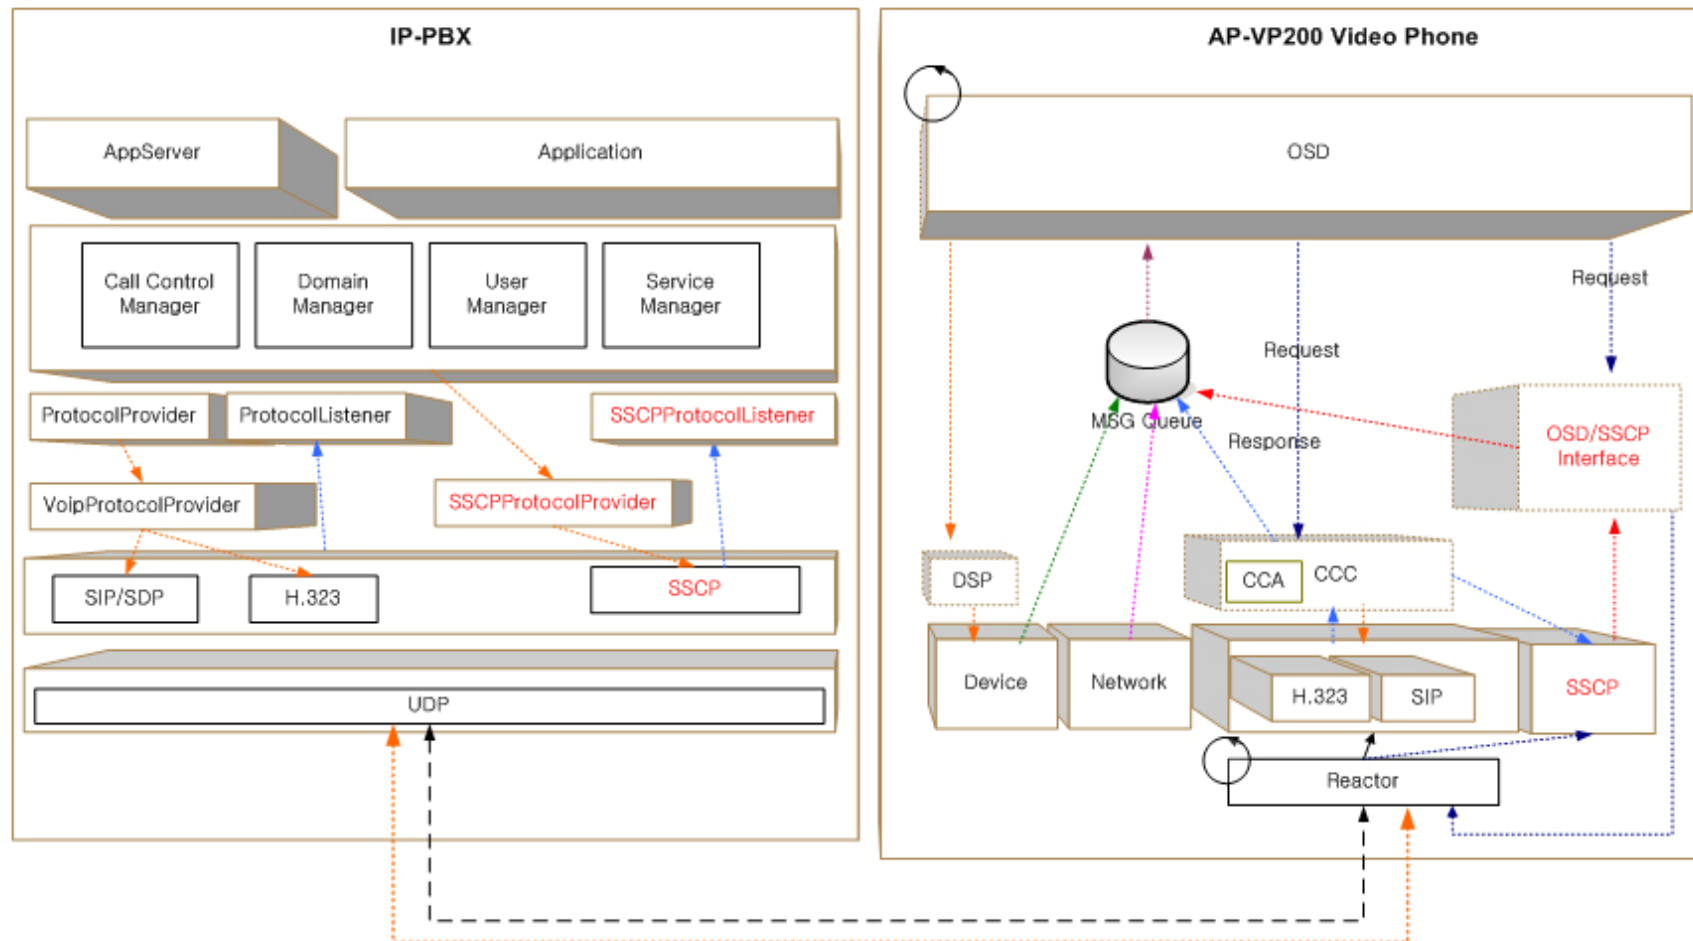 IP-PBX
AppServer
Application
Call Control
Manager
Domain
Manager
User
Manager
Service
Manager
ProtocolProvider
ProtocolListener
SSCPProtocolListener
VoipProtocolProvider
SSCPProtocolProvider
SIP/SDP
H.323
SSCP
UDP
AP-VP200 Video Phone
OSD
Request
Request
MSG Queue
Response
OSD/SSCP
Interface
DSP
CCA
CCC
Device
Network
H.323
SIP
SSCP
Reactor